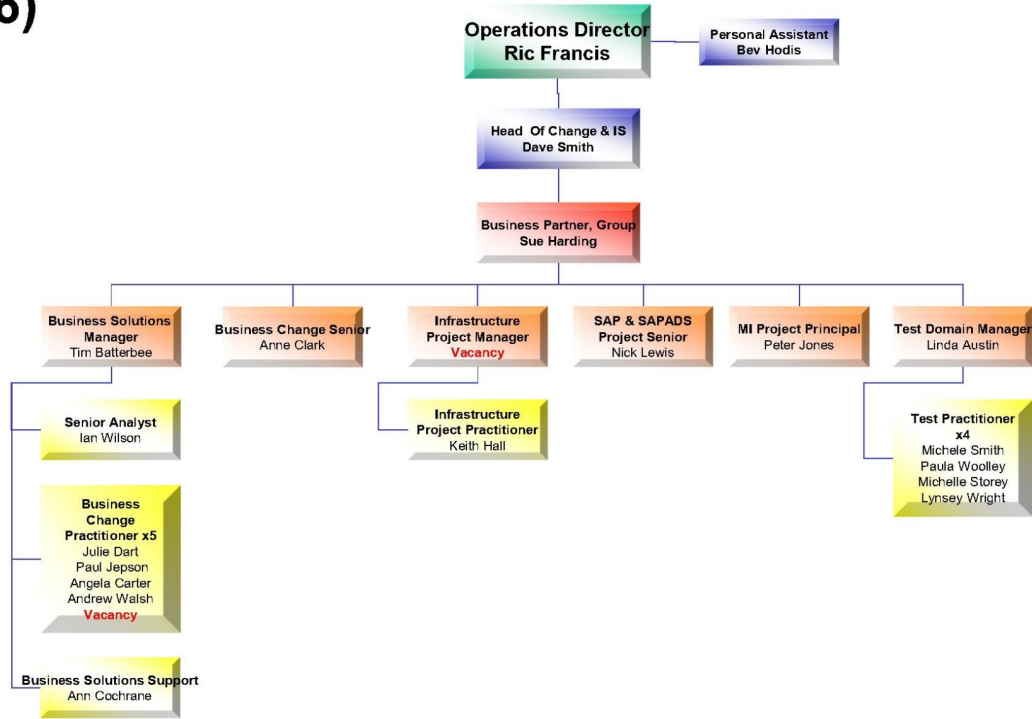 6)
Operations Director
Ric Francis
Personal Assistant
Bev Hodis
Head Of Change & IS
Dave Smith
Business Partner, Group
Sue Harding
Business Solutions
Manager
Tim Batterbee
Business Change Senior
Anne Clark
Infrastructure
Project Manager
Vacancy
SAP & SAPADS
Project Senior
Nick Lewis
MI Project Principal
Peter Jones
Test Domain Manager
Linda Austin
Senior Analyst
Ian Wilson
Infrastructure
Project Practitioner
Keith Hall
Test Practitioner
x4
Michele Smith
Paula Woolley
Michelle Storey
Lynsey Wright
Business
Change
Practitioner x5
Julie Dart
Paul Jepson
Angela Carter
Andrew Walsh
Vacancy
Business Solutions Support
Ann Cochrane